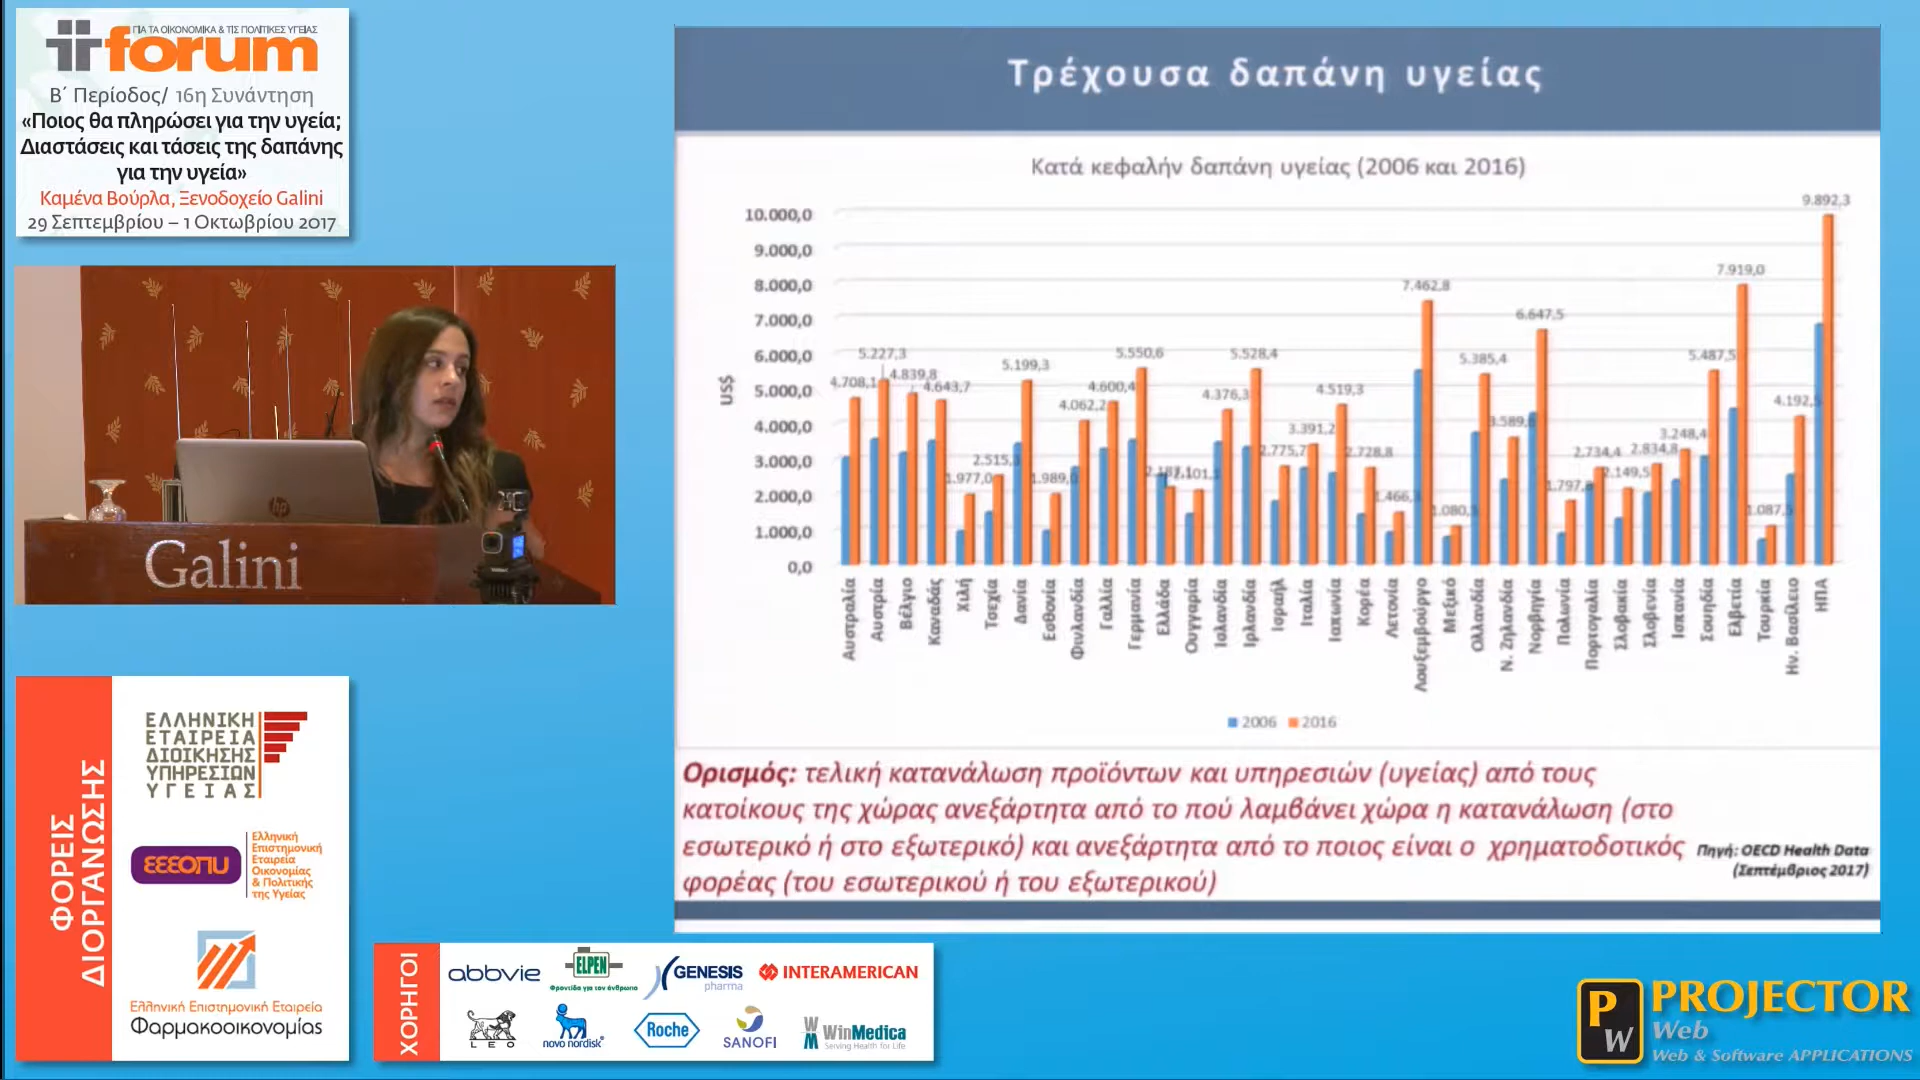 ΓΙΑ ΤΑ ΟΙΚΟΝΟΜΙΚΑ & ΤΙΣ ΠΟΛΙΤΙΚΕΣ ΥΓΕΙΑΣ
forum
Β΄ Περίοδος/ 16η Συνάντηση
«Ποιος θα πληρώσει για την υγεία;
Διαστάσεις και τάσεις της δαπάνης
για την υγεία»
Καμένα Βούρλα, Ξενοδοχείο Galini
29 Σεπτεμβρίου – 1 Οκτωβρίου 2017
hp
Galini
ΦΟΡΕΙΣ
ΔΙΟΡΓΑΝΩΣΗΣ
ΕΛΛΗΝΙΚΗ
ΕΤΑΙΡΕΙΑ
ΔΙΟΙΚΗΣΗΣ
ΥΠΗΡΕΣΙΩΝ
ΥΓΕΙΑΣ
ΕΕΕΟΠΥ
Ελληνική
Επιστημονική
Εταιρεία
Οικονομίας
& Πολιτικής
της Υγείας
Ελληνική Επιστημονική Εταιρεία
Φαρμακοοικονομίας
ΧΟΡΗΓΟΙ
abbvie
ELPEN
Φροντίδα για τον άνθρωπο
GENESIS
pharma
INTERAMERICAN
LEO
novo nordisk
Roche
SANOFI
WinMedica
Serving Health for Life
Τρέχουσα δαπάνη υγείας
Κατά κεφαλήν δαπάνη υγείας (2006 και 2016)
US$
10.000,0
9.000,0
8.000,0
7.000,0
6.000,0
5.000,0
4.000,0
3.000,0
2.000,0
1.000,0
0,0
4.708,1
5.227,3
4.839,8
4.643,7
1.977,0
2.515,
5.199,3
1.989,
4.062,2
4.600,4
5.550,6
4.376,3
5.528,4
2.775,7
3.391,2
4.519,3
2.728,8
1.466,
7.462,8
1.080,
5.385,4
3.589,
6.647,5
1.797,
2.734,4
2.149,5
2.834,8
3.248,4
5.487,5
7.919,0
1.087,
4.192,
9.892,3
Αυστραλία
Αυστρία
Βέλγιο
Καναδάς
Χιλή
Τσεχία
Δανία
Εσθονία
Φινλανδία
Γαλλία
Γερμανία
Ελλάδα
Ουγγαρία
Ισλανδία
Ιρλανδία
Ισραήλ
Ιταλία
Ιαπωνία
Κορέα
Λετονία
Λουξεμβούργο
Μεξικό
Ολλανδία
Ν. Ζηλανδία
Νορβηγία
Πολωνία
Πορτογαλία
Σλοβακία
Σλοβενία
Ισπανία
Σουηδία
Ελβετία
Τουρκία
Ην. Βασίλειο
ΗΠΑ
2006 2016
Ορισμός: τελική κατανάλωση προϊόντων και υπηρεσιών (υγείας) από τους
κατοίκους της χώρας ανεξάρτητα από το πού λαμβάνει χώρα η κατανάλωση (στο
εσωτερικό ή στο εξωτερικό) και ανεξάρτητα από το ποιος είναι ο χρηματοδοτικός
φορέας (του εσωτερικού ή του εξωτερικού)
Πηγή: OECD Health Data
(Σεπτέμβριος 2017)
PW
PROJECTOR
Web
Web & Software APPLICATIONS